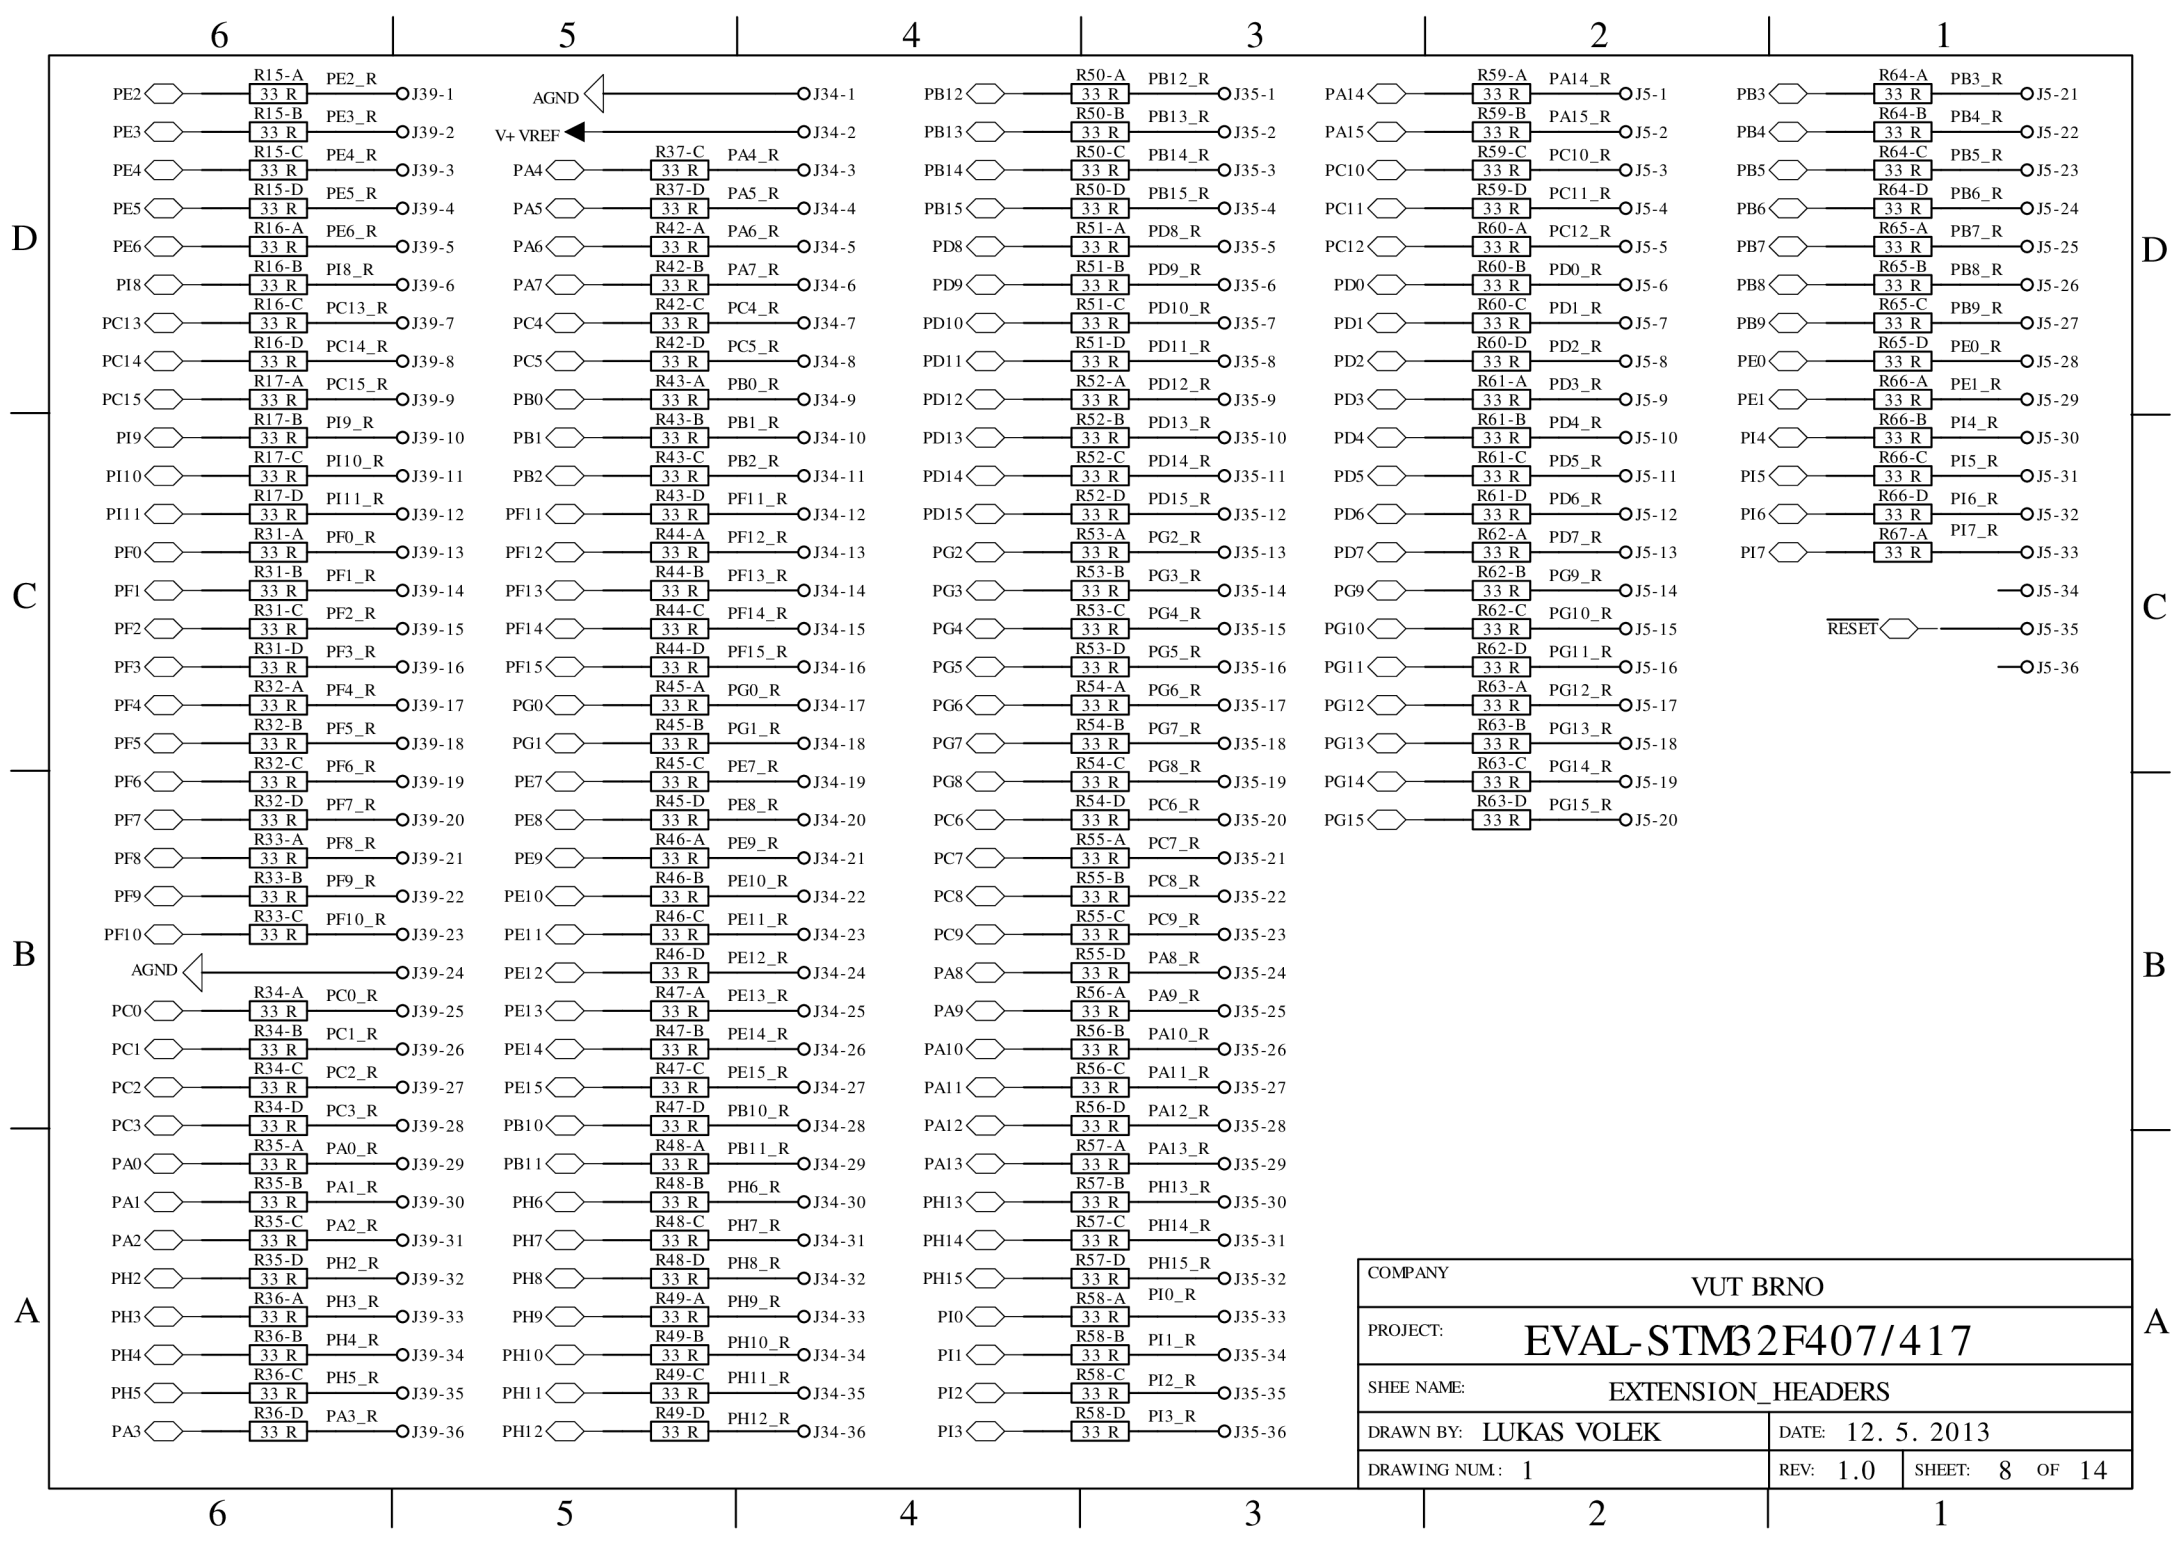 6 5 4 3 2 1
D
C
B
A
PE2 R15-A 33 R PE2_R J39-1
PE3 R15-B 33 R PE3_R J39-2
PE4 R15-C 33 R PE4_R J39-3
PE5 R15-D 33 R PE5_R J39-4
PE6 R16-A 33 R PE6_R J39-5
PI8 R16-B 33 R PI8_R J39-6
PC13 R16-C 33 R PC13_R J39-7
PC14 R16-D 33 R PC14_R J39-8
PC15 R17-A 33 R PC15_R J39-9
PI9 R17-B 33 R PI9_R J39-10
PI10 R17-C 33 R PI10_R J39-11
PI11 R17-D 33 R PI11_R J39-12
PF0 R31-A 33 R PF0_R J39-13
PF1 R31-B 33 R PF1_R J39-14
PF2 R31-C 33 R PF2_R J39-15
PF3 R31-D 33 R PF3_R J39-16
PF4 R32-A 33 R PF4_R J39-17
PF5 R32-B 33 R PF5_R J39-18
PF6 R32-C 33 R PF6_R J39-19
PF7 R32-D 33 R PF7_R J39-20
PF8 R33-A 33 R PF8_R J39-21
PF9 R33-B 33 R PF9_R J39-22
PF10 R33-C 33 R PF10_R J39-23
AGND J39-24
PC0 R34-A 33 R PC0_R J39-25
PC1 R34-B 33 R PC1_R J39-26
PC2 R34-C 33 R PC2_R J39-27
PC3 R34-D 33 R PC3_R J39-28
PA0 R35-A 33 R PA0_R J39-29
PA1 R35-B 33 R PA1_R J39-30
PA2 R35-C 33 R PA2_R J39-31
PH2 R35-D 33 R PH2_R J39-32
PH3 R36-A 33 R PH3_R J39-33
PH4 R36-B 33 R PH4_R J39-34
PH5 R36-C 33 R PH5_R J39-35
PA3 R36-D 33 R PA3_R J39-36
AGND J34-1
V+ VREF J34-2
PA4 R37-C 33 R PA4_R J34-3
PA5 R37-D 33 R PA5_R J34-4
PA6 R42-A 33 R PA6_R J34-5
PA7 R42-B 33 R PA7_R J34-6
PC4 R42-C 33 R PC4_R J34-7
PC5 R42-D 33 R PC5_R J34-8
PB0 R43-A 33 R PB0_R J34-9
PB1 R43-B 33 R PB1_R J34-10
PB2 R43-C 33 R PB2_R J34-11
PF11 R43-D 33 R PF11_R J34-12
PF12 R44-A 33 R PF12_R J34-13
PF13 R44-B 33 R PF13_R J34-14
PF14 R44-C 33 R PF14_R J34-15
PF15 R44-D 33 R PF15_R J34-16
PG0 R45-A 33 R PG0_R J34-17
PG1 R45-B 33 R PG1_R J34-18
PE7 R45-C 33 R PE7_R J34-19
PE8 R45-D 33 R PE8_R J34-20
PE9 R46-A 33 R PE9_R J34-21
PE10 R46-B 33 R PE10_R J34-22
PE11 R46-C 33 R PE11_R J34-23
PE12 R46-D 33 R PE12_R J34-24
PE13 R47-A 33 R PE13_R J34-25
PE14 R47-B 33 R PE14_R J34-26
PE15 R47-C 33 R PE15_R J34-27
PB10 R47-D 33 R PB10_R J34-28
PB11 R48-A 33 R PB11_R J34-29
PH6 R48-B 33 R PH6_R J34-30
PH7 R48-C 33 R PH7_R J34-31
PH8 R48-D 33 R PH8_R J34-32
PH9 R49-A 33 R PH9_R J34-33
PH10 R49-B 33 R PH10_R J34-34
PH11 R49-C 33 R PH11_R J34-35
PH12 R49-D 33 R PH12_R J34-36
PB12 R50-A 33 R PB12_R J35-1
PB13 R50-B 33 R PB13_R J35-2
PB14 R50-C 33 R PB14_R J35-3
PB15 R50-D 33 R PB15_R J35-4
PD8 R51-A 33 R PD8_R J35-5
PD9 R51-B 33 R PD9_R J35-6
PD10 R51-C 33 R PD10_R J35-7
PD11 R51-D 33 R PD11_R J35-8
PD12 R52-A 33 R PD12_R J35-9
PD13 R52-B 33 R PD13_R J35-10
PD14 R52-C 33 R PD14_R J35-11
PD15 R52-D 33 R PD15_R J35-12
PG2 R53-A 33 R PG2_R J35-13
PG3 R53-B 33 R PG3_R J35-14
PG4 R53-C 33 R PG4_R J35-15
PG5 R53-D 33 R PG5_R J35-16
PG6 R54-A 33 R PG6_R J35-17
PG7 R54-B 33 R PG7_R J35-18
PG8 R54-C 33 R PG8_R J35-19
PC6 R54-D 33 R PC6_R J35-20
PC7 R55-A 33 R PC7_R J35-21
PC8 R55-B 33 R PC8_R J35-22
PC9 R55-C 33 R PC9_R J35-23
PA8 R55-D 33 R PA8_R J35-24
PA9 R56-A 33 R PA9_R J35-25
PA10 R56-B 33 R PA10_R J35-26
PA11 R56-C 33 R PA11_R J35-27
PA12 R56-D 33 R PA12_R J35-28
PA13 R57-A 33 R PA13_R J35-29
PH13 R57-B 33 R PH13_R J35-30
PH14 R57-C 33 R PH14_R J35-31
PH15 R57-D 33 R PH15_R J35-32
PI0 R58-A 33 R PI0_R J35-33
PI1 R58-B 33 R PI1_R J35-34
PI2 R58-C 33 R PI2_R J35-35
PI3 R58-D 33 R PI3_R J35-36
PA14 R59-A 33 R PA14_R J5-1
PA15 R59-B 33 R PA15_R J5-2
PC10 R59-C 33 R PC10_R J5-3
PC11 R59-D 33 R PC11_R J5-4
PC12 R60-A 33 R PC12_R J5-5
PD0 R60-B 33 R PD0_R J5-6
PD1 R60-C 33 R PD1_R J5-7
PD2 R60-D 33 R PD2_R J5-8
PD3 R61-A 33 R PD3_R J5-9
PD4 R61-B 33 R PD4_R J5-10
PD5 R61-C 33 R PD5_R J5-11
PD6 R61-D 33 R PD6_R J5-12
PD7 R62-A 33 R PD7_R J5-13
PG9 R62-B 33 R PG9_R J5-14
PG10 R62-C 33 R PG10_R J5-15
PG11 R62-D 33 R PG11_R J5-16
PG12 R63-A 33 R PG12_R J5-17
PG13 R63-B 33 R PG13_R J5-18
PG14 R63-C 33 R PG14_R J5-19
PG15 R63-D 33 R PG15_R J5-20
PB3 R64-A 33 R PB3_R J5-21
PB4 R64-B 33 R PB4_R J5-22
PB5 R64-C 33 R PB5_R J5-23
PB6 R64-D 33 R PB6_R J5-24
PB7 R65-A 33 R PB7_R J5-25
PB8 R65-B 33 R PB8_R J5-26
PB9 R65-C 33 R PB9_R J5-27
PE0 R65-D 33 R PE0_R J5-28
PE1 R66-A 33 R PE1_R J5-29
PI4 R66-B 33 R PI4_R J5-30
PI5 R66-C 33 R PI5_R J5-31
PI6 R66-D 33 R PI6_R J5-32
PI7 R67-A 33 R PI7_R J5-33
J5-34
RESET J5-35
J5-36
D
C
B
A
COMPANY VUT BRNO
PROJECT: EVAL-STM32F407/417
SHEE NAME: EXTENSION_HEADERS
DRAWN BY: LUKAS VOLEK DATE: 12. 5. 2013
DRAWING NUM.: 1 REV: 1.0 SHEET: 8 OF 14
6 5 4 3 2 1